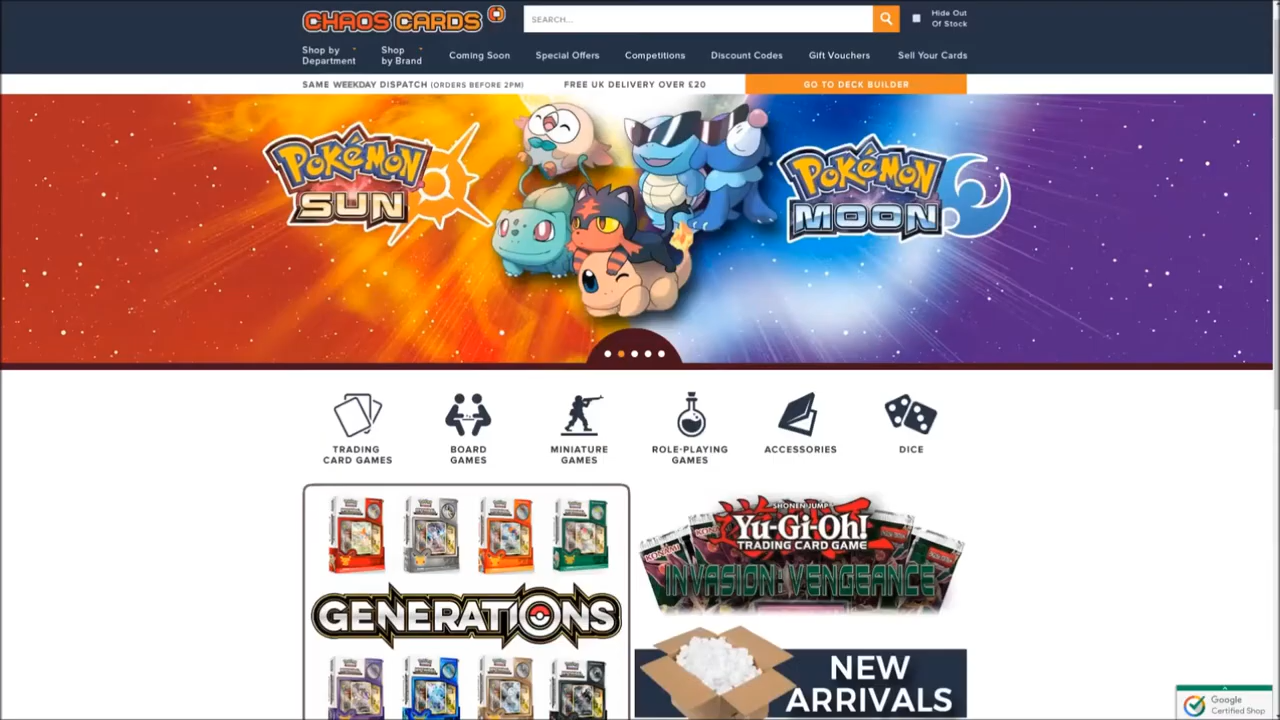 CHAOS CARDS
SEARCH...
Hide Out
Of Stock
Shop by
Department
Shop
by Brand
Coming Soon
Special Offers
Competitions
Discount Codes
Gift Vouchers
Sell Your Cards
SAME WEEKDAY DISPATCH (ORDERS BEFORE 2PM)
FREE UK DELIVERY OVER £20
GO TO DECK BUILDER
POKéMON
SUN
POKéMON
MOON
TRADING
CARD GAMES
BOARD
GAMES
MINIATURE
GAMES
ROLE-PLAYING
GAMES
ACCESSORIES
DICE
GENERATIONS
SHONEN JUMP
Yu-Gi-Oh!
TRADING CARD GAME
KONAMI
INVASION: VENGEANCE
NEW
ARRIVALS
Google
Certified Shop